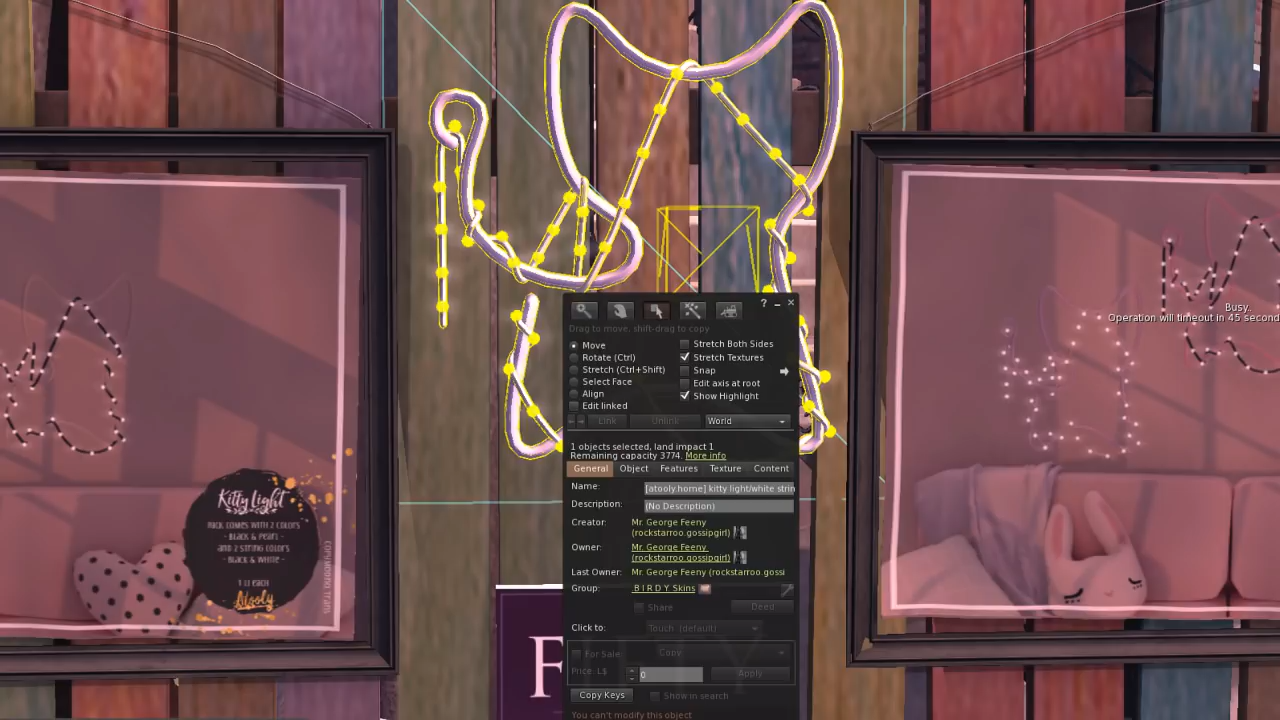 Busy.
Operation will timeout in 45 second
?
Drag to move, shift-drag to copy
Move
Rotate (Ctrl)
Stretch (Ctrl+Shift)
Select Face
Align
Edit linked
Stretch Both Sides
Stretch Textures
Snap
Edit axis at root
Show Highlight
Link
Unlink
World
1 objects selected, land impact 1
Remaining capacity 3774. More info
General
Object
Features
Texture
Content
Name:
[atooly.home] kitty light/white strin
Description:
(No Description)
Creator:
Mr. George Feeny
(rockstarroo.gossipgirl)
Owner:
Mr. George Feeny
(rockstarroo.gossipgirl)
Last Owner:
Mr. George Feeny (rockstarroo.gossi
Group:
B I R D Y Skins
Share
Deed
Click to:
Touch (default)
For Sale:
Copy
Price: L$
0
Apply
Copy Keys
Show in search
You can't modify this object
Kitty Light
Pack comes with 2 colors
- Black & Pearl -
and 2 string colors
- Black & White -
1 LI each
Atooly
F